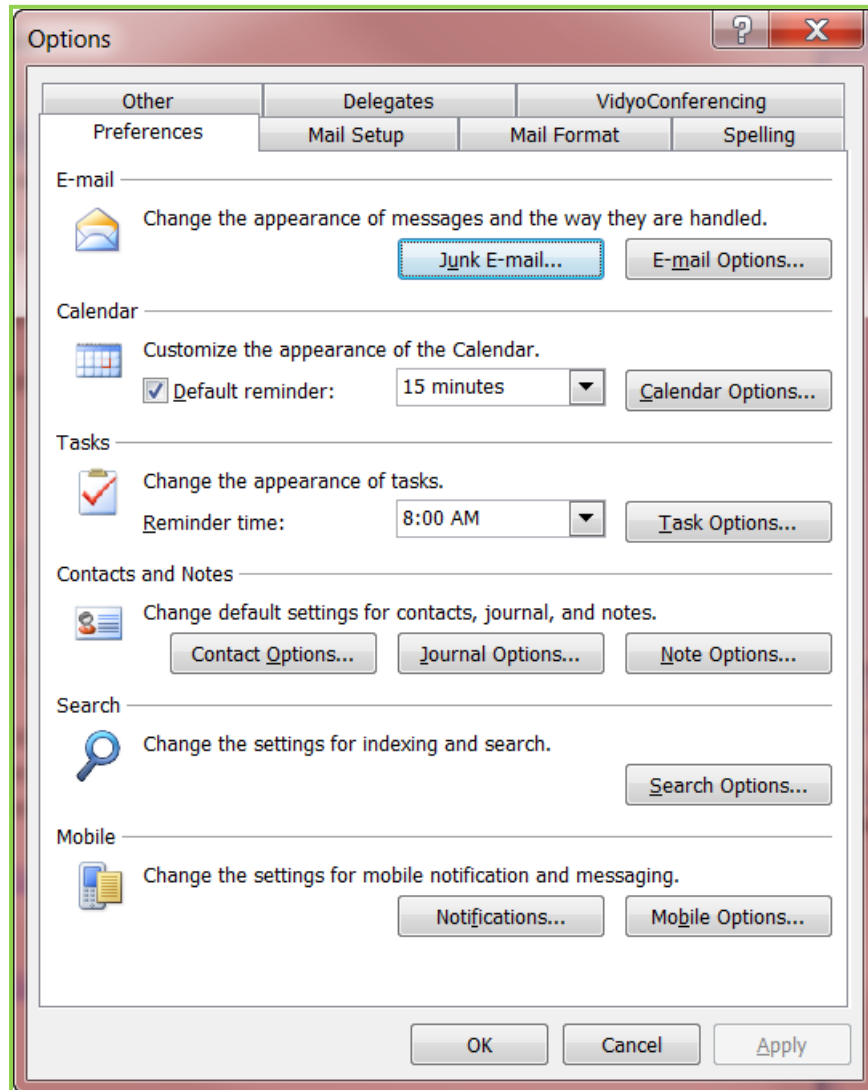 Options
Other Delegates VidyoConferencing
Preferences Mail Setup Mail Format Spelling
E-mail
Change the appearance of messages and the way they are handled.
Junk E-mail... E-mail Options...
Calendar
Customize the appearance of the Calendar.
Default reminder: 15 minutes Calendar Options...
Tasks
Change the appearance of tasks.
Reminder time: 8:00 AM Task Options...
Contacts and Notes
Change default settings for contacts, journal, and notes.
Contact Options... Journal Options... Note Options...
Search
Change the settings for indexing and search.
Search Options...
Mobile
Change the settings for mobile notification and messaging.
Notifications... Mobile Options...
OK Cancel Apply